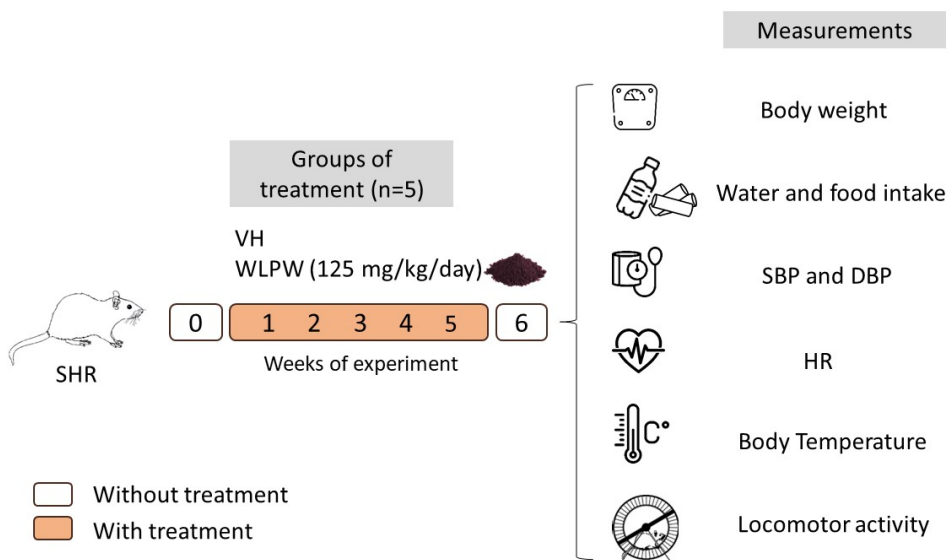 Measurements
Groups of
treatment (n=5)
VH
WLPW (125 mg/kg/day)
0
1 2 3 4 5
6
Weeks of experiment
SHR
Without treatment
With treatment
Body weight
Water and food intake
SBP and DBP
HR
C°
Body Temperature
Locomotor activity